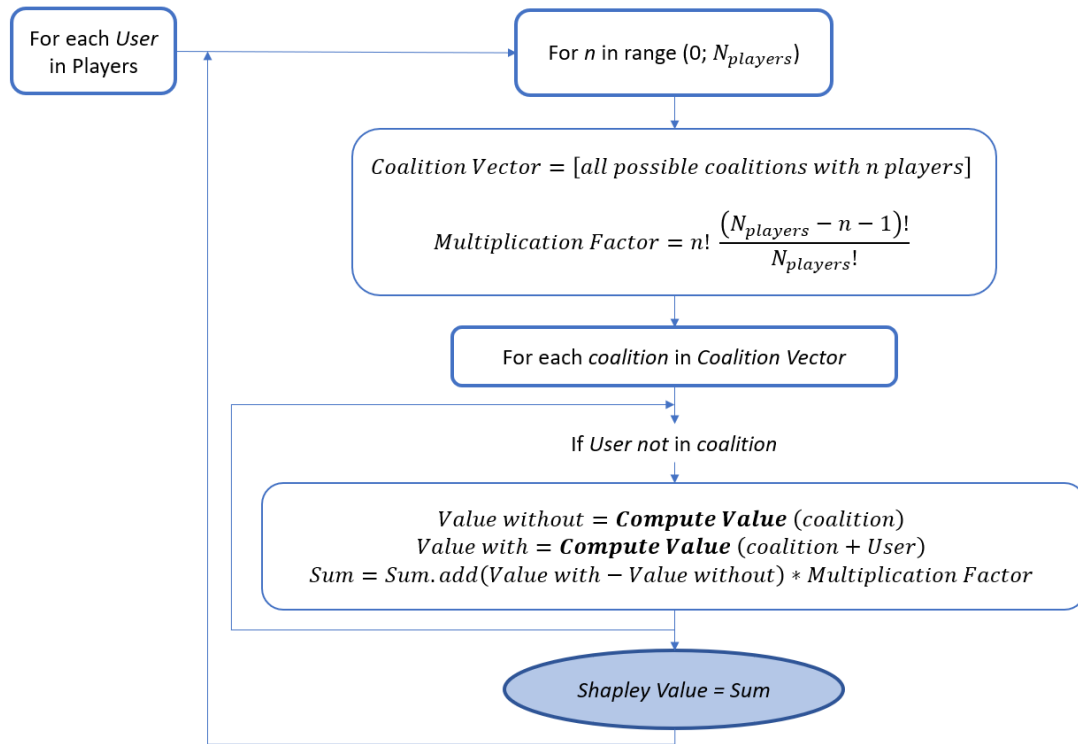 For each User
in Players
For n in range (0; N_players)
Coalition Vector = [all possible coalitions with n players]
Multiplication Factor = n! (N_players − n − 1)! / N_players!
For each coalition in Coalition Vector
If User not in coalition
Value without = Compute Value (coalition)
Value with = Compute Value (coalition + User)
Sum = Sum. add(Value with − Value without) ∗ Multiplication Factor
Shapley Value = Sum